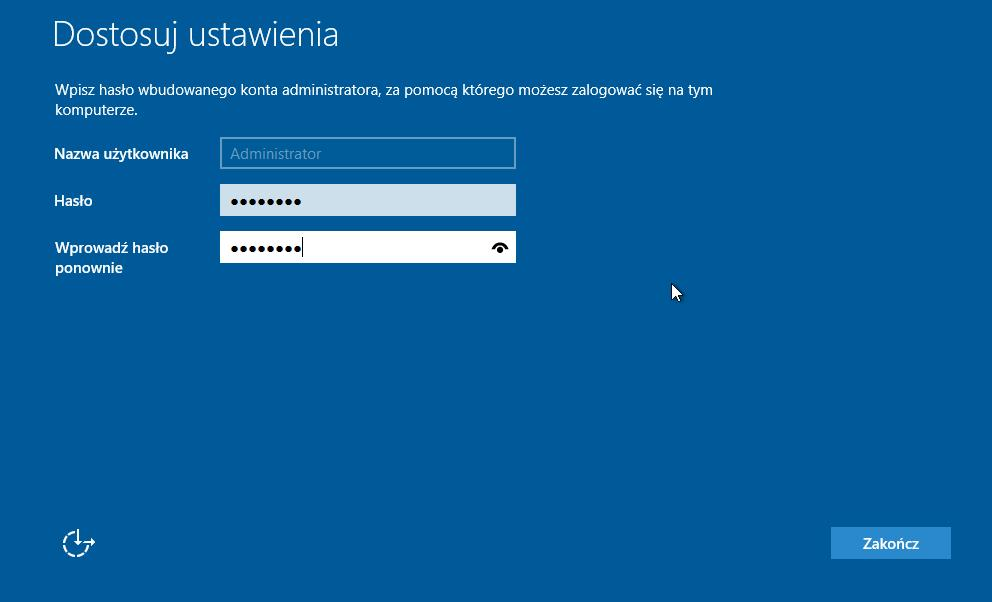 Dostosuj ustawienia
Wpisz hasło wbudowanego konta administratora, za pomocą którego możesz zalogować się na tym
komputerze.
Nazwa użytkownika
Administrator
Hasło
●●●●●●●●
Wprowadź hasło
ponownie
●●●●●●●●
Zakończ